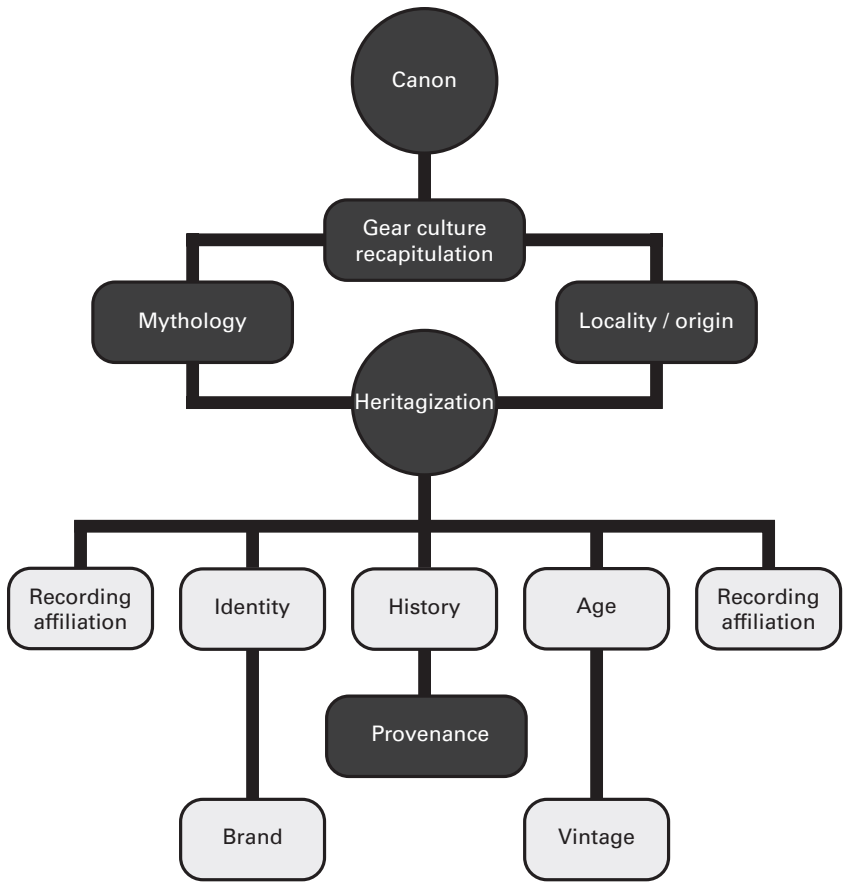 Canon
Gear culture
recapitulation
Mythology
Locality / origin
Heritagization
Recording
affiliation
Identity
History
Age
Recording
affiliation
Provenance
Brand
Vintage